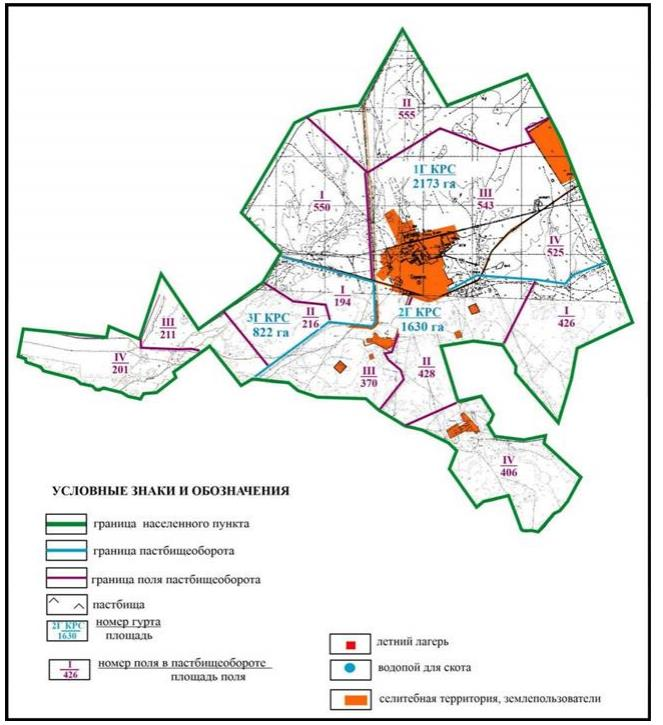 II
555
1Г КРС
2173 га
I
550
III
543
IV
525
I
194
3Г КРС
822 га
II
216
2Г КРС
1630 га
I
426
III
211
IV
201
III
370
II
428
IV
406
УСЛОВНЫЕ ЗНАКИ И ОБОЗНАЧЕНИЯ
граница населенного пункта
граница пастбищеоборота
граница поля пастбищеоборота
пастбища
2Г КРС
1630
номер гурта
площадь
I
426
номер поля в пастбищеобороте
площадь поля
летний лагерь
водопой для скота
селитебная территория, землепользователи